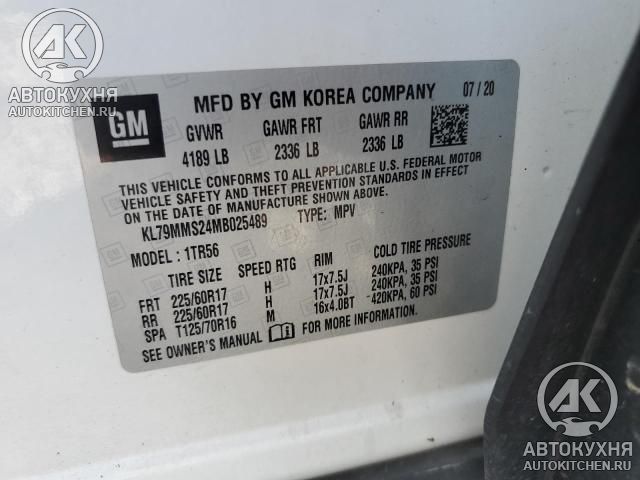 АВТОКУХНЯ
AUTOKITCHEN.RU
GM
MFD BY GM KOREA COMPANY 07/20
GVWR GAWR FRT GAWR RR
4189 LB 2336 LB 2336 LB
THIS VEHICLE CONFORMS TO ALL APPLICABLE U.S. FEDERAL MOTOR
VEHICLE SAFETY AND THEFT PREVENTION STANDARDS IN EFFECT ON
THE DATE OF MANUFACTURE SHOWN ABOVE.
KL79MMS24MB025489 TYPE: MPV
MODEL: 1TR56
TIRE SIZE SPEED RTG RIM COLD TIRE PRESSURE
FRT 225/60R17 H 17x7.5J 240KPA, 35 PSI
RR 225/60R17 H 17x7.5J 240KPA, 35 PSI
SPA T125/70R16 M 16x4.0BT 420KPA, 60 PSI
SEE OWNER'S MANUAL FOR MORE INFORMATION.
АК
АВТОКУХНЯ
AUTOKITCHEN.RU